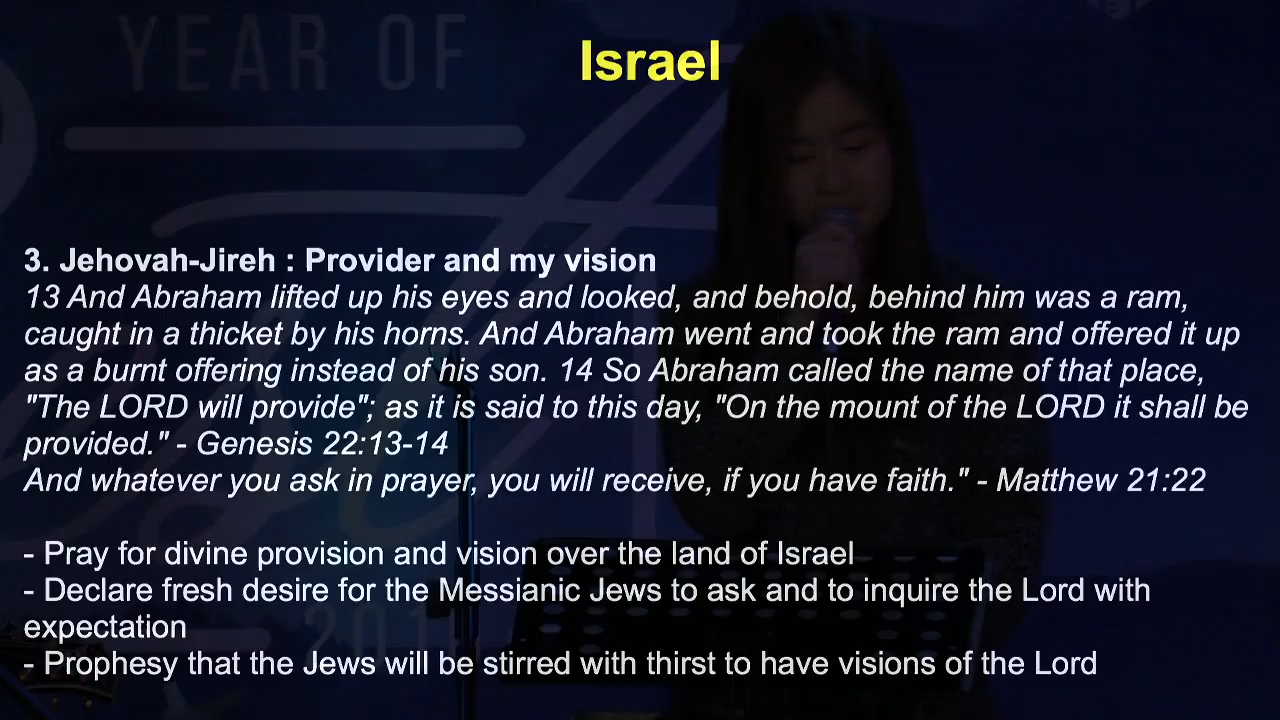 YEAR OF
Israel
3. Jehovah-Jireh : Provider and my vision
13 And Abraham lifted up his eyes and looked, and behold, behind him was a ram,
caught in a thicket by his horns. And Abraham went and took the ram and offered it up
as a burnt offering instead of his son. 14 So Abraham called the name of that place,
"The LORD will provide"; as it is said to this day, "On the mount of the LORD it shall be
provided." - Genesis 22:13-14
And whatever you ask in prayer, you will receive, if you have faith." - Matthew 21:22
- Pray for divine provision and vision over the land of Israel
- Declare fresh desire for the Messianic Jews to ask and to inquire the Lord with
expectation
- Prophesy that the Jews will be stirred with thirst to have visions of the Lord